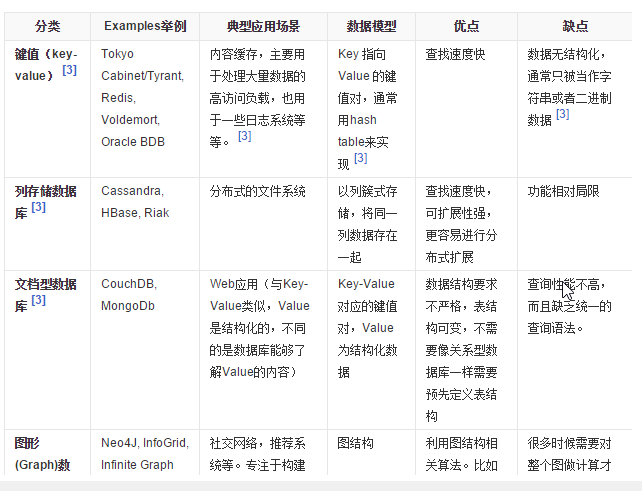 分类 Examples举例 典型应用场景 数据模型 优点 缺点
键值（key-
value） [3]
Tokyo
Cabinet/Tyrant,
Redis,
Voldemort,
Oracle BDB
内容缓存，主要用
于处理大量数据的
高访问负载，也用
于一些日志系统等
等。 [3]
Key 指向
Value 的键
值对，通常
用hash
table来实
现 [3]
查找速度快
数据无结构化，
通常只被当作字
符串或者二进制
数据 [3]
列存储数据
库 [3]
Cassandra,
HBase, Riak
分布式的文件系统
以列簇式存
储，将同一
列数据存在
一起
查找速度快，
可扩展性强，
更容易进行分
布式扩展
功能相对局限
文档型数据
库 [3]
CouchDB,
MongoDb
Web应用（与Key-
Value类似，Value
是结构化的，不同
的是数据库能够了
解Value的内容）
Key-Value
对应的键值
对，Value
为结构化数
据
数据结构要求
不严格，表结
构可变，不需
要像关系型数
据库一样需要
预先定义表结
构
查询性能不高，
而且缺乏统一的
查询语法。
图形
(Graph)数
Neo4J, InfoGrid,
Infinite Graph
社交网络，推荐系
统等。专注于构建
图结构
利用图结构相
关算法。比如
很多时候需要对
整个图做计算才